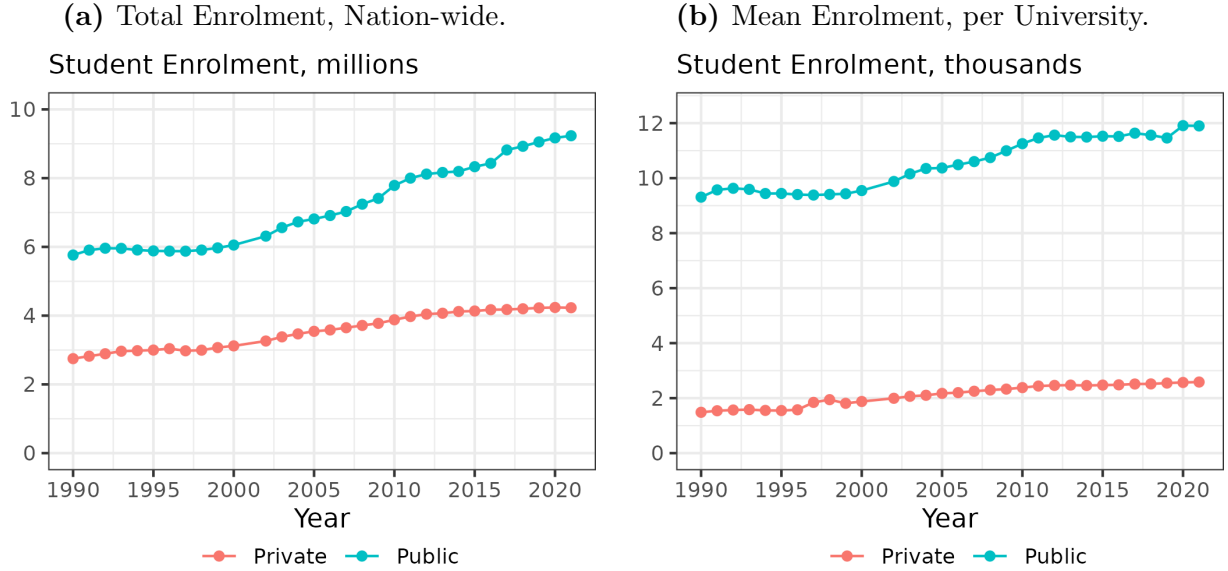 (a) Total Enrolment, Nation-wide.
Student Enrolment, millions
10
8
6
4
2
0
1990 1995 2000 2005 2010 2015 2020
Year
Private Public
(b) Mean Enrolment, per University.
Student Enrolment, thousands
12
10
8
6
4
2
0
1990 1995 2000 2005 2010 2015 2020
Year
Private Public